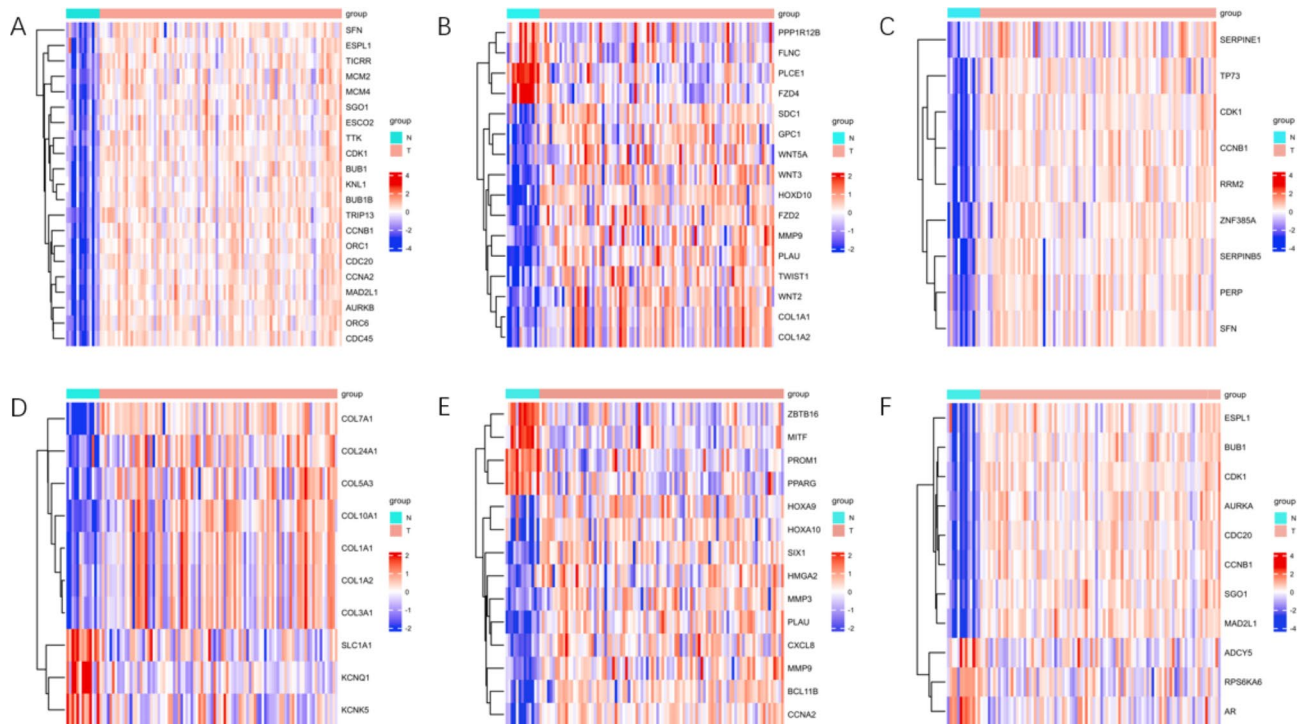 A
group
SFN
ESPL1
TICRR
MCM2
MCM4
SGO1
ESCO2
TTK
CDK1
BUB1
KNL1
BUB1B
TRIP13
CCNB1
ORC1
CDC20
CCNA2
MAD2L1
AURKB
ORC6
CDC45
group
N
T
4
2
0
-2
-4
B
group
PPP1R12B
FLNC
PLCE1
FZD4
SDC1
GPC1
WNT5A
WNT3
HOXD10
FZD2
MMP9
PLAU
TWIST1
WNT2
COL1A1
COL1A2
group
N
T
2
1
0
-1
-2
C
group
SERPINE1
TP73
CDK1
CCNB1
RRM2
ZNF385A
SERPINB5
PERP
SFN
group
N
T
4
2
0
-2
-4
D
group
COL7A1
COL24A1
COL5A3
COL10A1
COL1A1
COL1A2
COL3A1
SLC1A1
KCNQ1
KCNK5
group
N
T
2
1
0
-1
-2
E
group
ZBTB16
MITF
PROM1
PPARG
HOXA9
HOXA10
SIX1
HMGA2
MMP3
PLAU
CXCL8
MMP9
BCL11B
CCNA2
group
N
T
2
1
0
-1
-2
F
group
ESPL1
BUB1
CDK1
AURKA
CDC20
CCNB1
SGO1
MAD2L1
ADCY5
RPS6KA6
AR
group
N
T
4
2
0
-2
-4